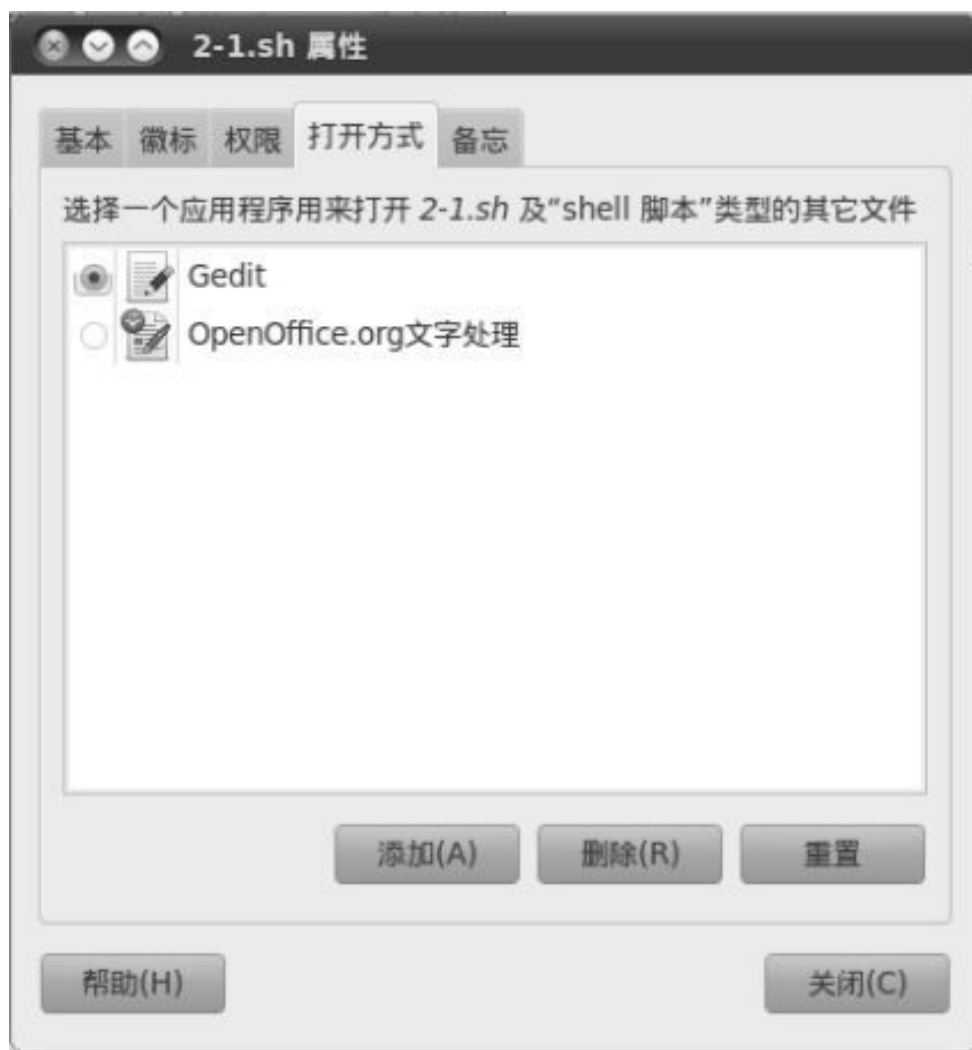 2-1.sh 属性
基本 徽标 权限 打开方式 备忘
选择一个应用程序用来打开 2-1.sh 及“shell 脚本”类型的其它文件
Gedit
OpenOffice.org文字处理
添加(A) 删除(R) 重置
帮助(H) 关闭(C)